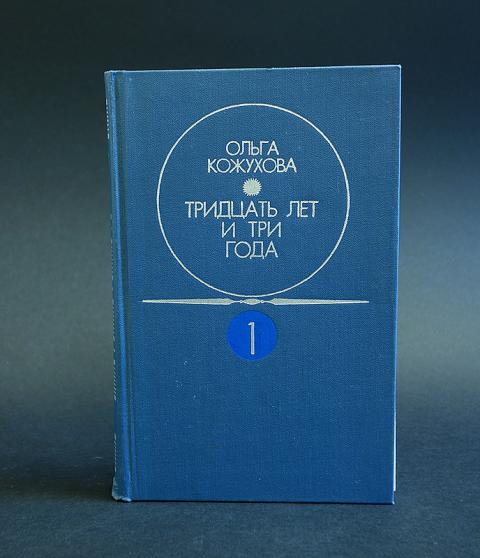 ОЛЬГА
КОЖУХОВА
ТРИДЦАТЬ ЛЕТ
И ТРИ
ГОДА
1